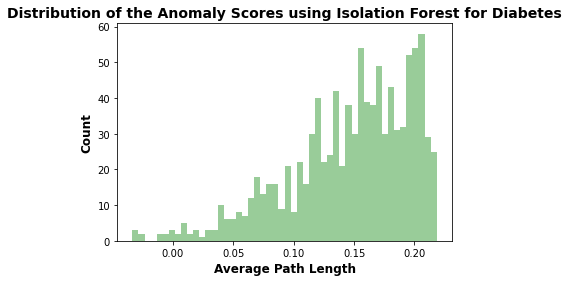 Distribution of the Anomaly Scores using Isolation Forest for Diabetes
60
50
40
30
20
10
0
Count
0.00 0.05 0.10 0.15 0.20
Average Path Length